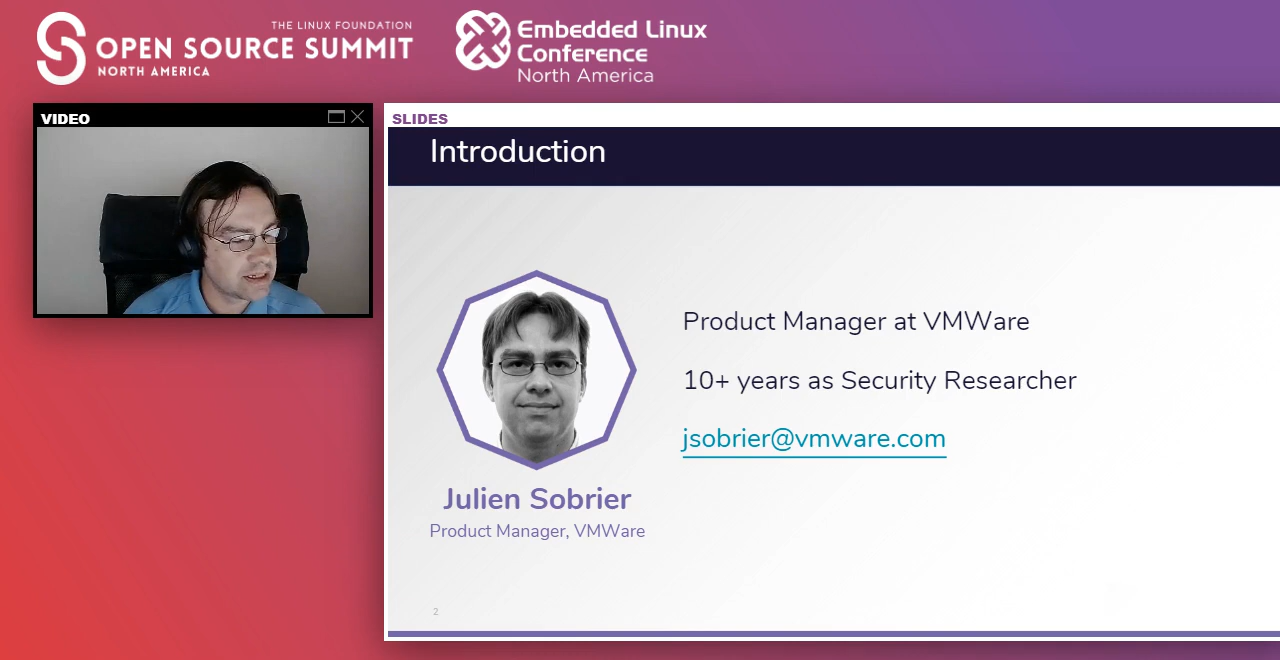 THE LINUX FOUNDATION
OPEN SOURCE SUMMIT
NORTH AMERICA
Embedded Linux
Conference
North America
VIDEO
SLIDES
Introduction
Product Manager at VMWare
10+ years as Security Researcher
jsobrier@vmware.com
Julien Sobrier
Product Manager, VMWare
2